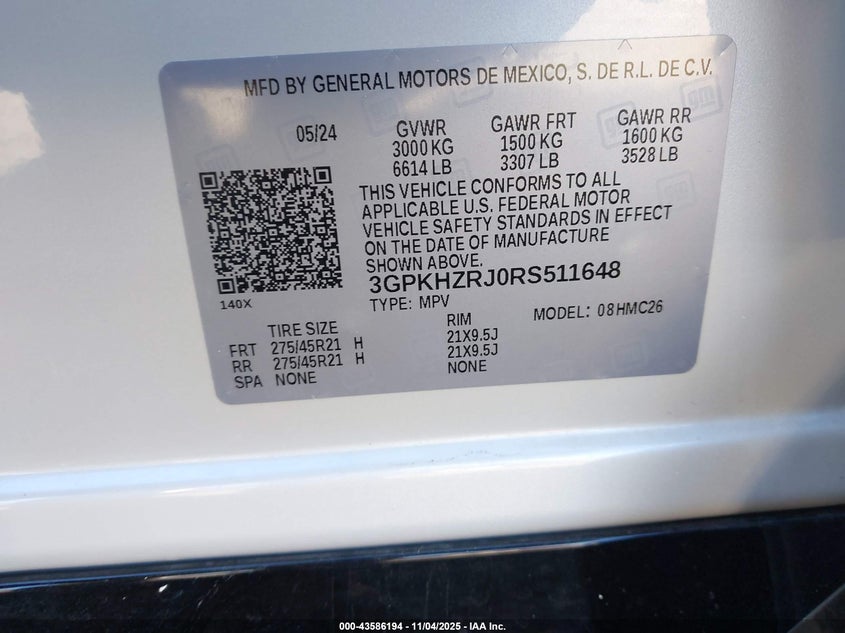 MFD BY GENERAL MOTORS DE MEXICO, S. DE R.L. DE C.V.
05/24 GVWR GAWR FRT GAWR RR
3000 KG 1500 KG 1600 KG
6614 LB 3307 LB 3528 LB
THIS VEHICLE CONFORMS TO ALL
APPLICABLE U.S. FEDERAL MOTOR
VEHICLE SAFETY STANDARDS IN EFFECT
ON THE DATE OF MANUFACTURE
SHOWN ABOVE.
3GPKHZRJ0RS511648
140X TYPE: MPV MODEL: 08HMC26
TIRE SIZE RIM
FRT 275/45R21 H 21X9.5J
RR 275/45R21 H 21X9.5J
SPA NONE NONE
000-43586194 - 11/04/2025 - IAA Inc.